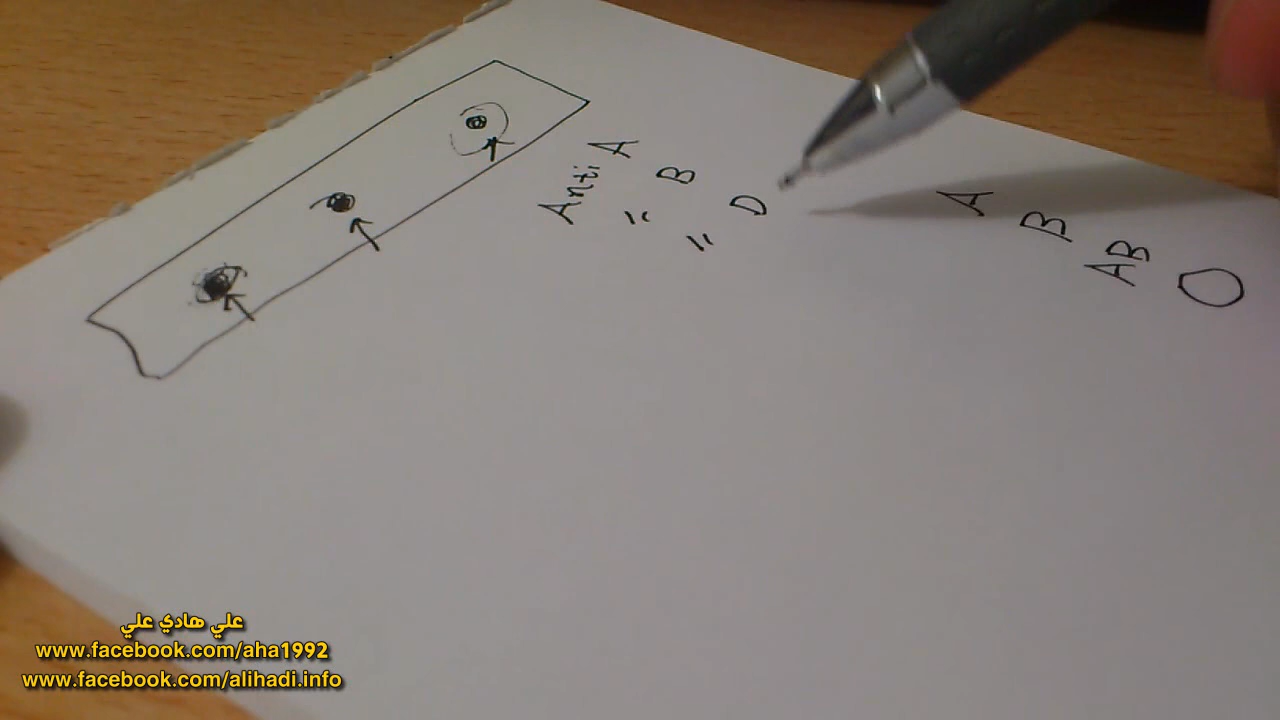 Anti A
" B
" D
A
B
AB
O
علي هادي علي
www.facebook.com/aha1992
www.facebook.com/alihadi.info